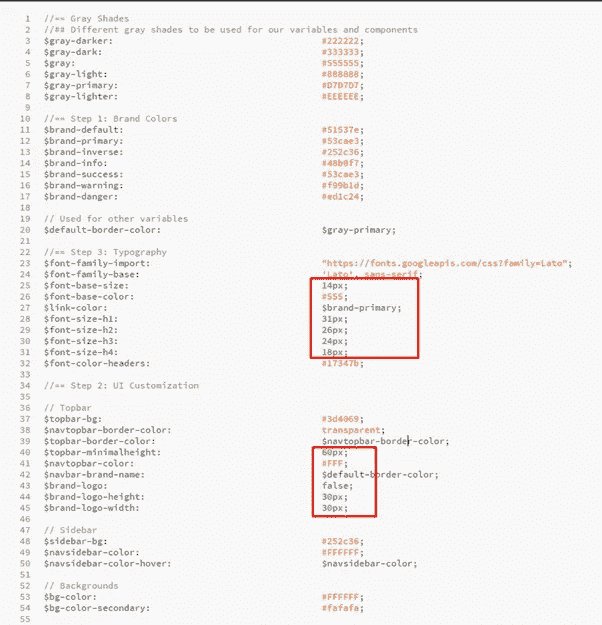 1 //== Gray Shades
2 //## Different gray shades to be used for our variables and components
3 $gray-darker: #222222;
4 $gray-dark: #333333;
5 $gray: #555555;
6 $gray-light: #888888;
7 $gray-primary: #D7D7D7;
8 $gray-lighter: #EEEEEE;
9
10 //== Step 1: Brand Colors
11 $brand-default: #51537e;
12 $brand-primary: #53cae3;
13 $brand-inverse: #252c36;
14 $brand-info: #48b0f7;
15 $brand-success: #53cae3;
16 $brand-warning: #f99b1d;
17 $brand-danger: #ed1c24;
18
19 // Used for other variables
20 $default-border-color: $gray-primary;
21
22 //== Step 3: Typography
23 $font-family-import: "https://fonts.googleapis.com/css?family=Lato";
24 $font-family-base: 'Lato', sans-serif;
25 $font-base-size: 14px;
26 $font-base-color: #555;
27 $link-color: $brand-primary;
28 $font-size-h1: 31px;
29 $font-size-h2: 26px;
30 $font-size-h3: 24px;
31 $font-size-h4: 18px;
32 $font-color-headers: #17347b;
33
34 //== Step 2: UI Customization
35
36 // Topbar
37 $topbar-bg: #3d4069;
38 $navtopbar-border-color: transparent;
39 $topbar-border-color: $navtopbar-border-color;
40 $topbar-minimalheight: 60px;
41 $navtopbar-color: #FFF;
42 $navbar-brand-name: $default-border-color;
43 $brand-logo: false;
44 $brand-logo-height: 30px;
45 $brand-logo-width: 30px;
46
47 // Sidebar
48 $sidebar-bg: #252c36;
49 $navsidebar-color: #FFFFFF;
50 $navsidebar-color-hover: $navsidebar-color;
51
52 // Backgrounds
53 $bg-color: #FFFFFF;
54 $bg-color-secondary: #fafafa;
55